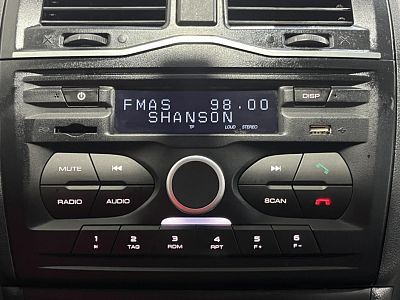 DISP
FMAS 98.00
SHANSON
TP LOUD STEREO
MUTE
RADIO AUDIO
SCAN
1 2 3 4 5 6
TAG RDM RPT F+ F-